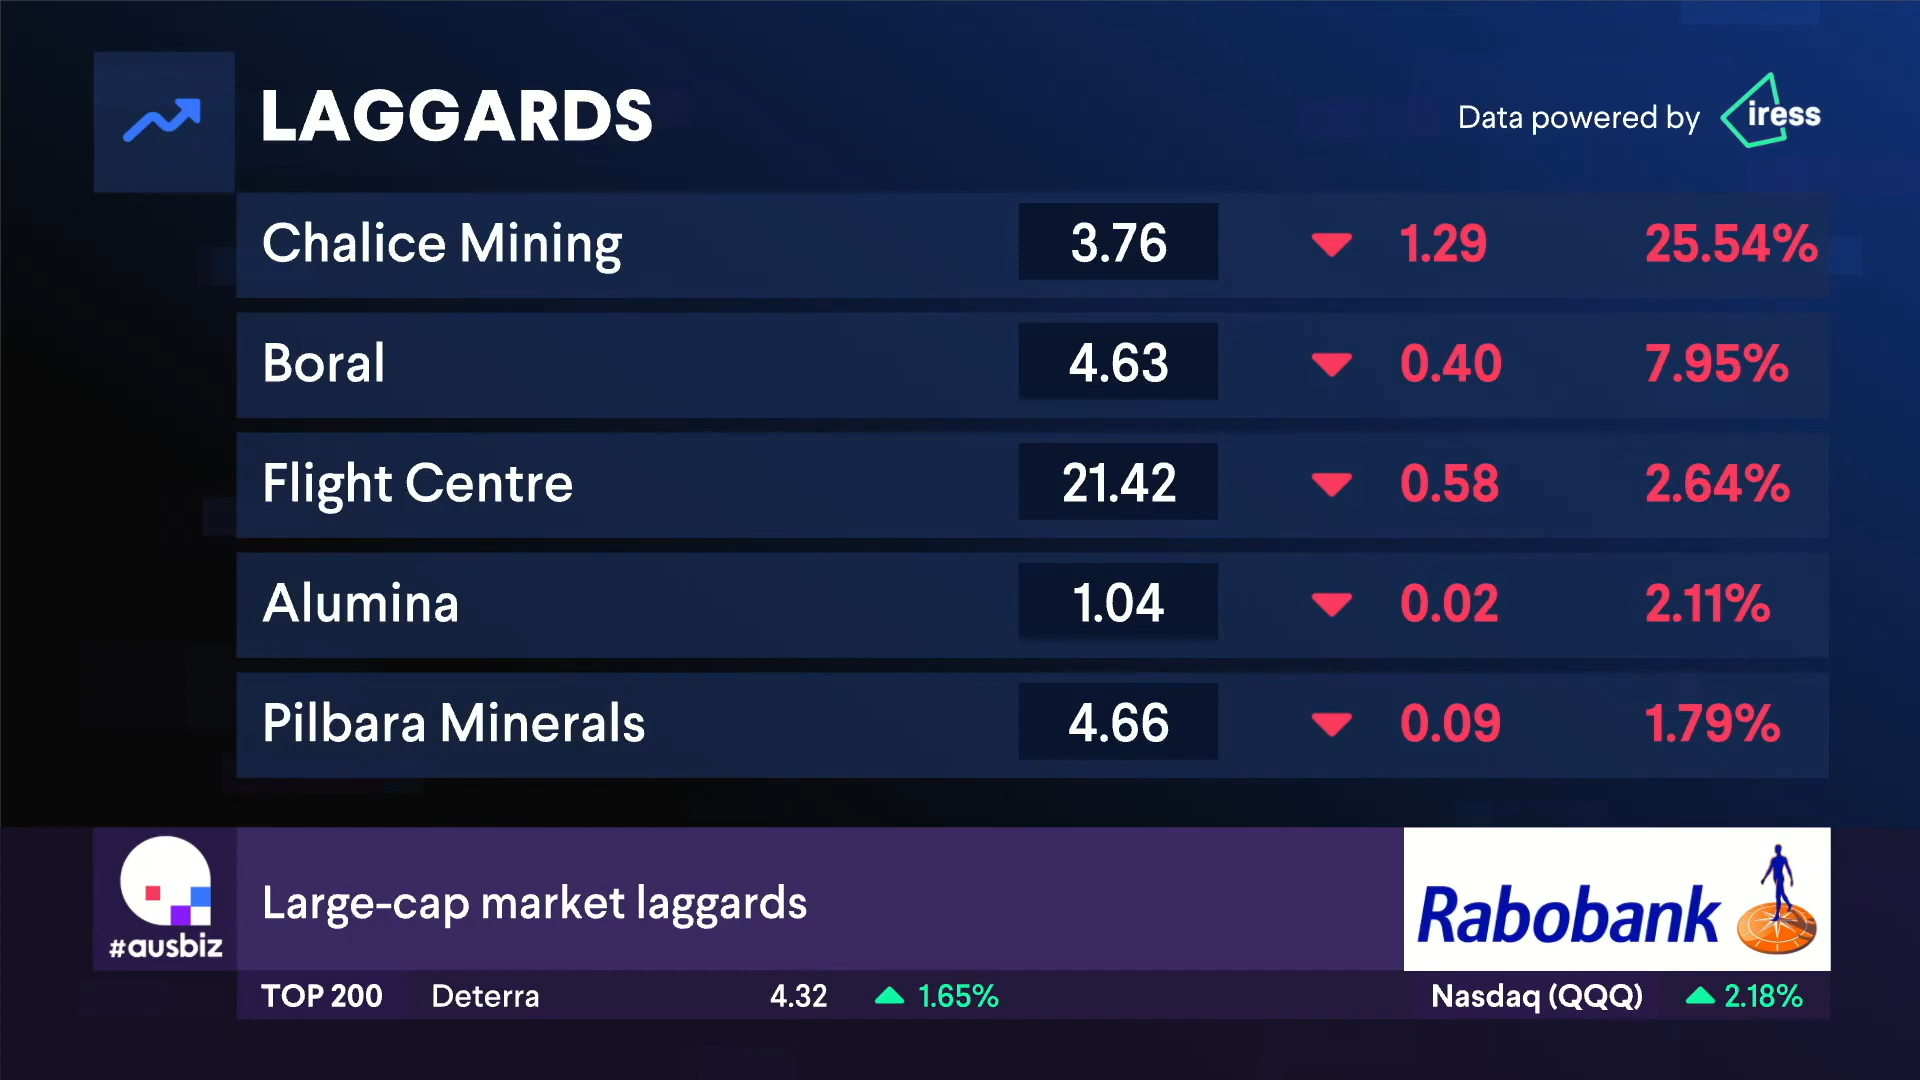 LAGGARDS
Data powered by iress
Chalice Mining 3.76 1.29 25.54%
Boral 4.63 0.40 7.95%
Flight Centre 21.42 0.58 2.64%
Alumina 1.04 0.02 2.11%
Pilbara Minerals 4.66 0.09 1.79%
#ausbiz
Large-cap market laggards
Rabobank
TOP 200 Deterra 4.32 1.65% Nasdaq (QQQ) 2.18%